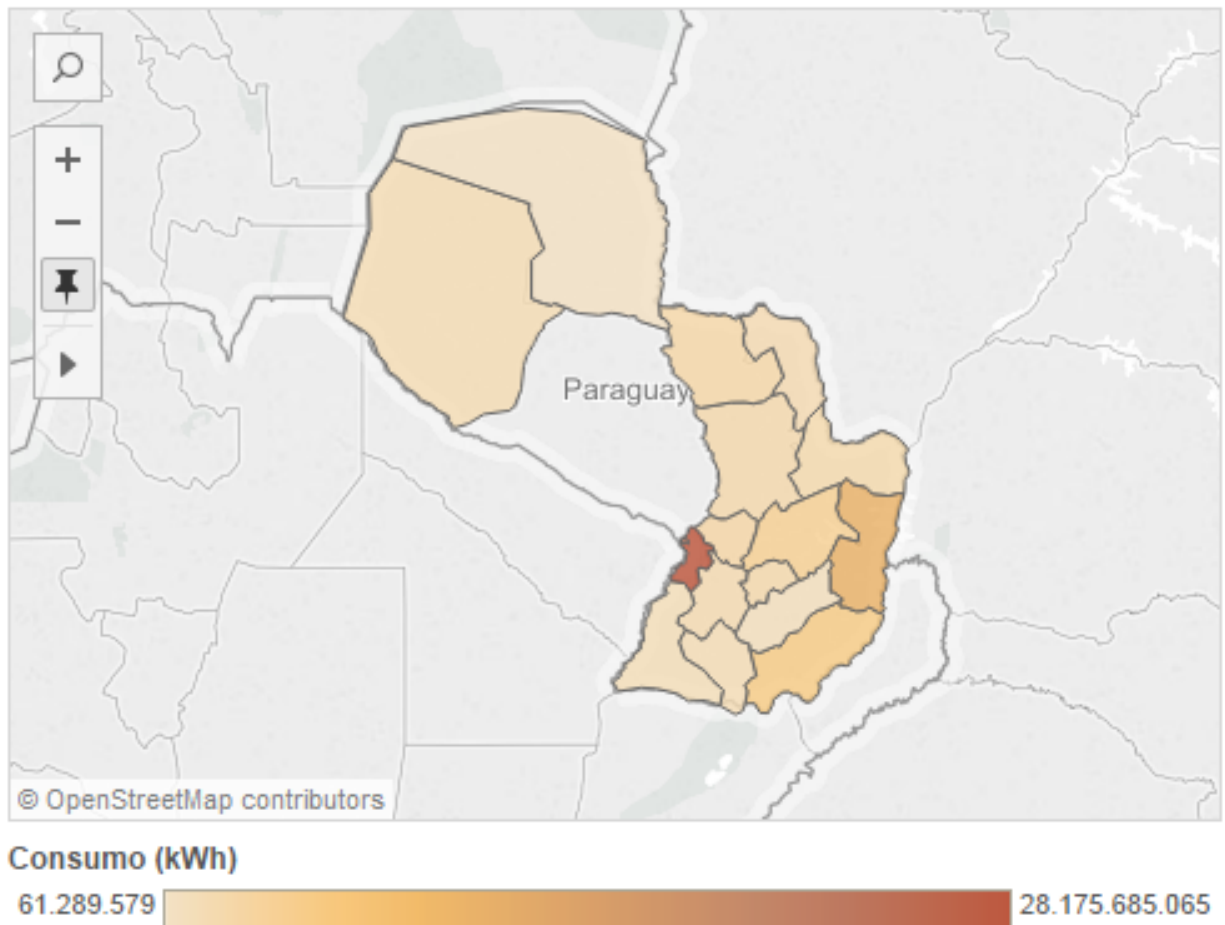 Paraguay
© OpenStreetMap contributors
Consumo (kWh)
61.289.579
28.175.685.065